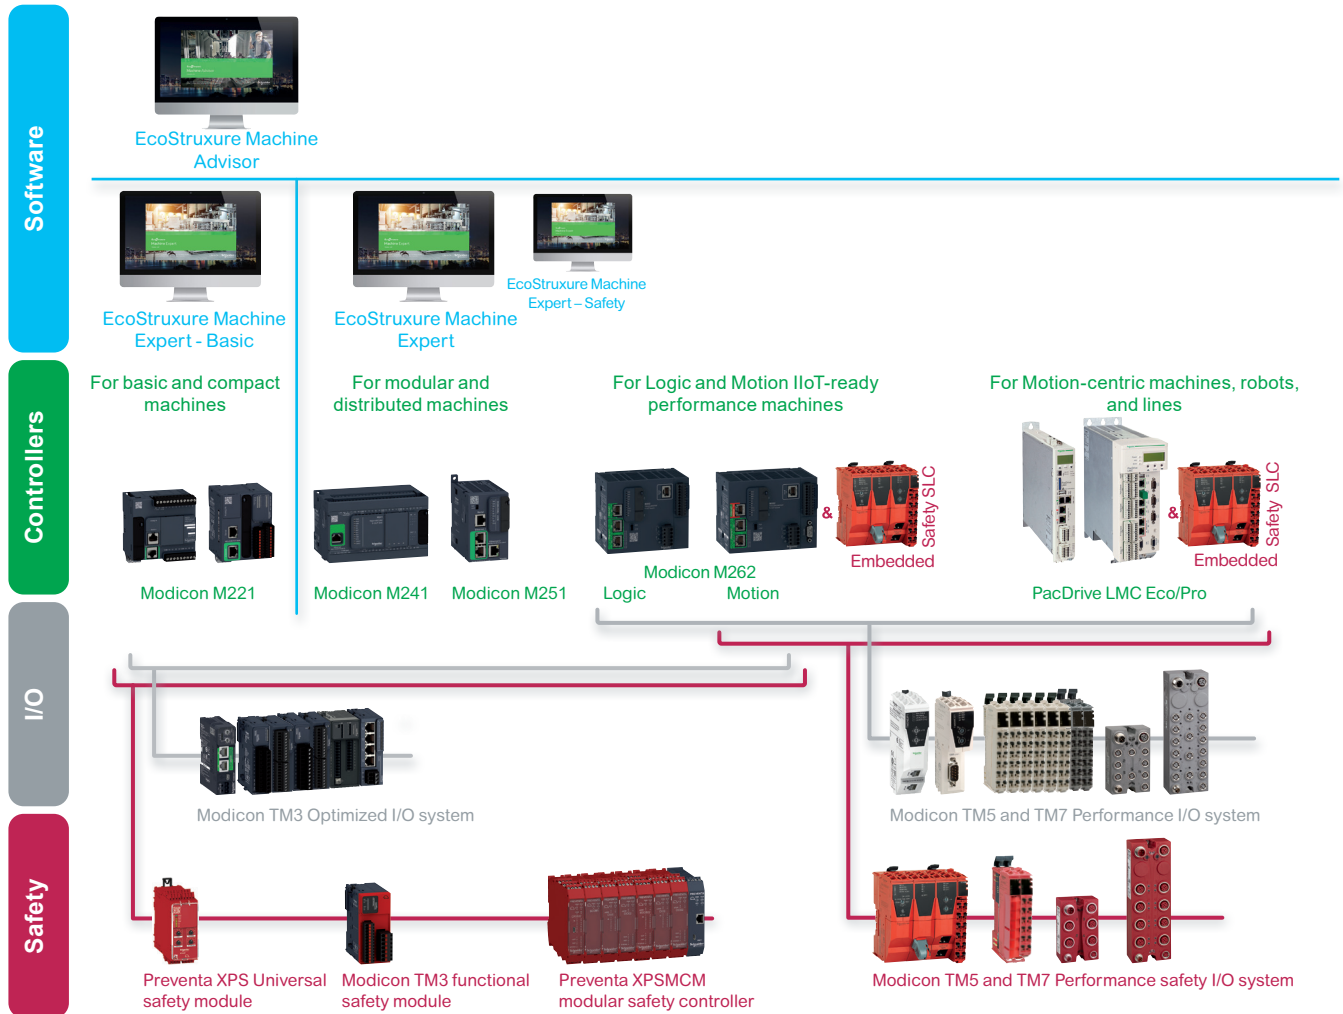 Software
EcoStruxure Machine
Advisor
EcoStruxure Machine
Expert - Basic
EcoStruxure Machine
Expert
EcoStruxure Machine
Expert – Safety
Controllers
For basic and compact
machines
For modular and
distributed machines
For Logic and Motion IIoT-ready
performance machines
For Motion-centric machines, robots,
and lines
Modicon M221
Modicon M241
Modicon M251
Modicon M262
Logic
Motion
&
Embedded
Safety SLC
PacDrive LMC Eco/Pro
&
Embedded
Safety SLC
I/O
Modicon TM3 Optimized I/O system
Modicon TM5 and TM7 Performance I/O system
Safety
Preventa XPS Universal
safety module
Modicon TM3 functional
safety module
Preventa XPSMCM
modular safety controller
Modicon TM5 and TM7 Performance safety I/O system